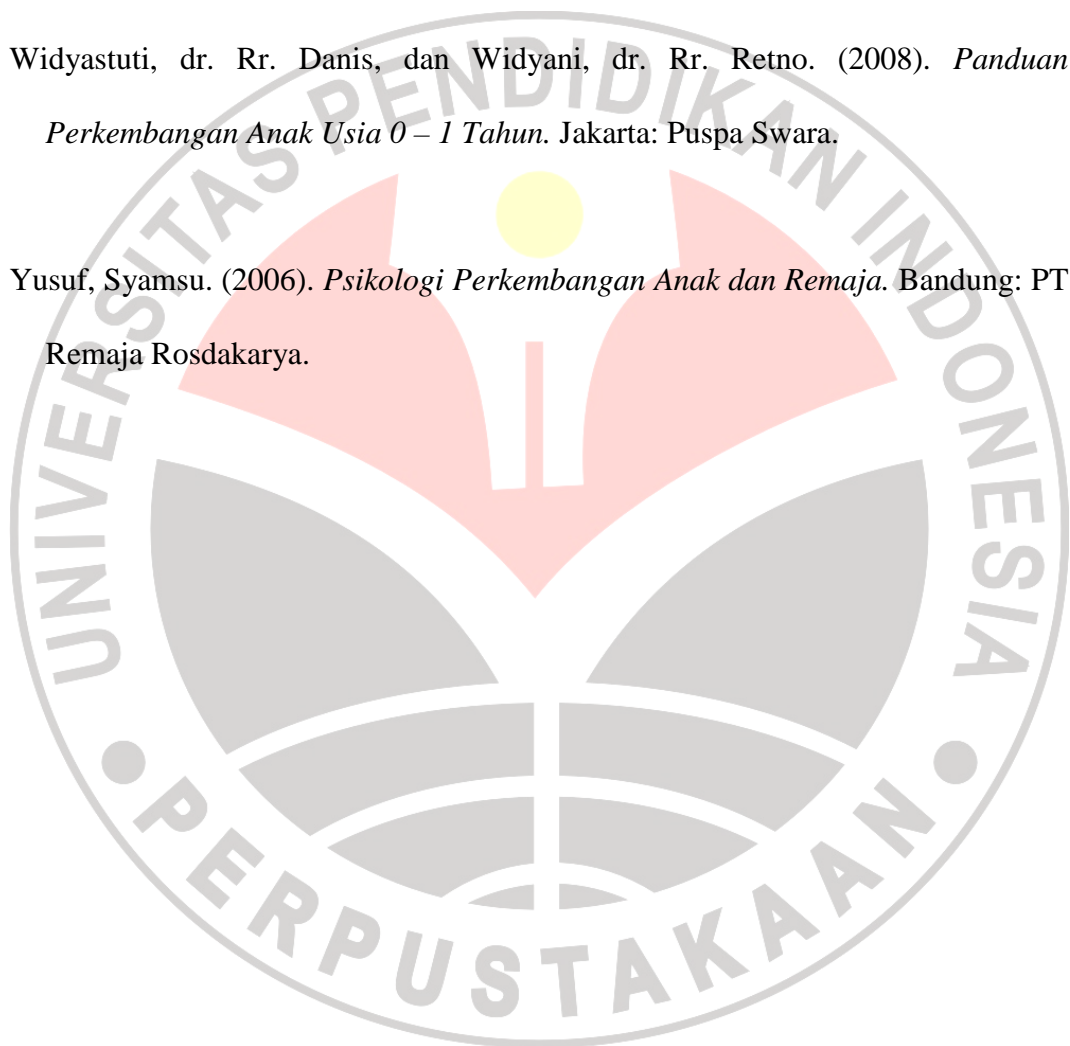 Widyastuti, dr. Rr. Danis, dan Widyani, dr. Rr. Retno. (2008). Panduan
Perkembangan Anak Usia 0 – 1 Tahun. Jakarta: Puspa Swara.
Yusuf, Syamsu. (2006). Psikologi Perkembangan Anak dan Remaja. Bandung: PT
Remaja Rosdakarya.
UNIVERSITAS PENDIDIKAN INDONESIA
PERPUSTAKAAN